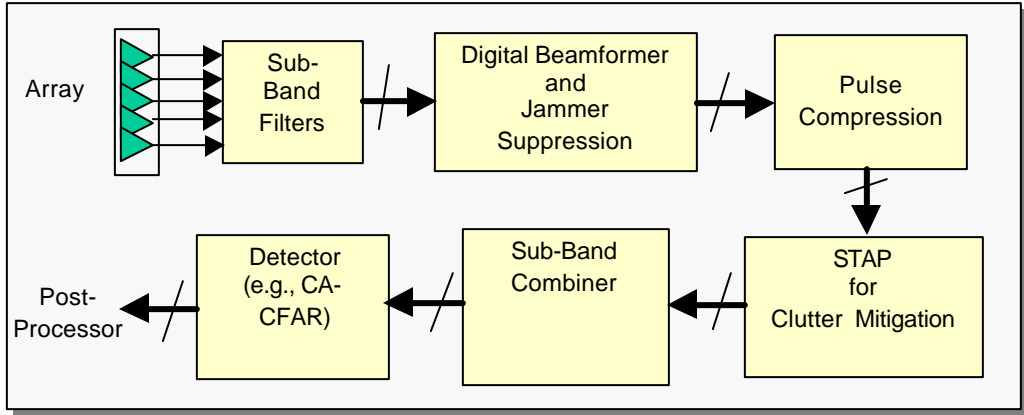 Array
Sub-
Band
Filters
Digital Beamformer
and
Jammer
Suppression
Pulse
Compression
STAP
for
Clutter Mitigation
Sub-Band
Combiner
Detector
(e.g., CA-
CFAR)
Post-
Processor